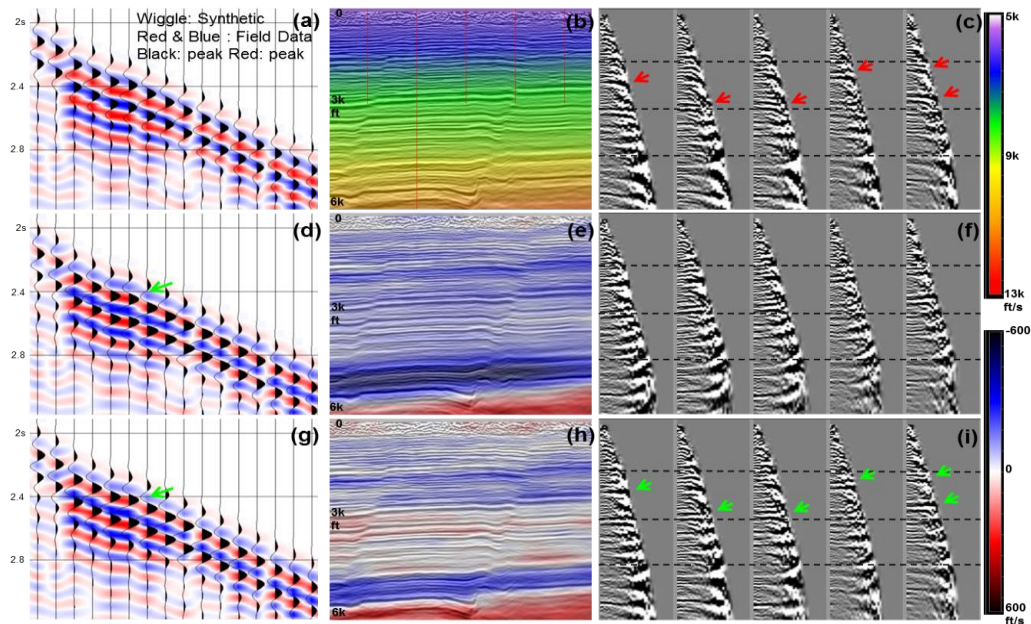 2s
2.4
2.8
Wiggle: Synthetic
Red & Blue : Field Data
Black: peak Red: peak
(a)
0
3k
ft
6k
(b)
(c)
5k
9k
13k
ft/s
2s
2.4
2.8
(d)
0
3k
ft
6k
(e)
(f)
-600
0
600
ft/s
2s
2.4
2.8
(g)
0
3k
ft
6k
(h)
(i)